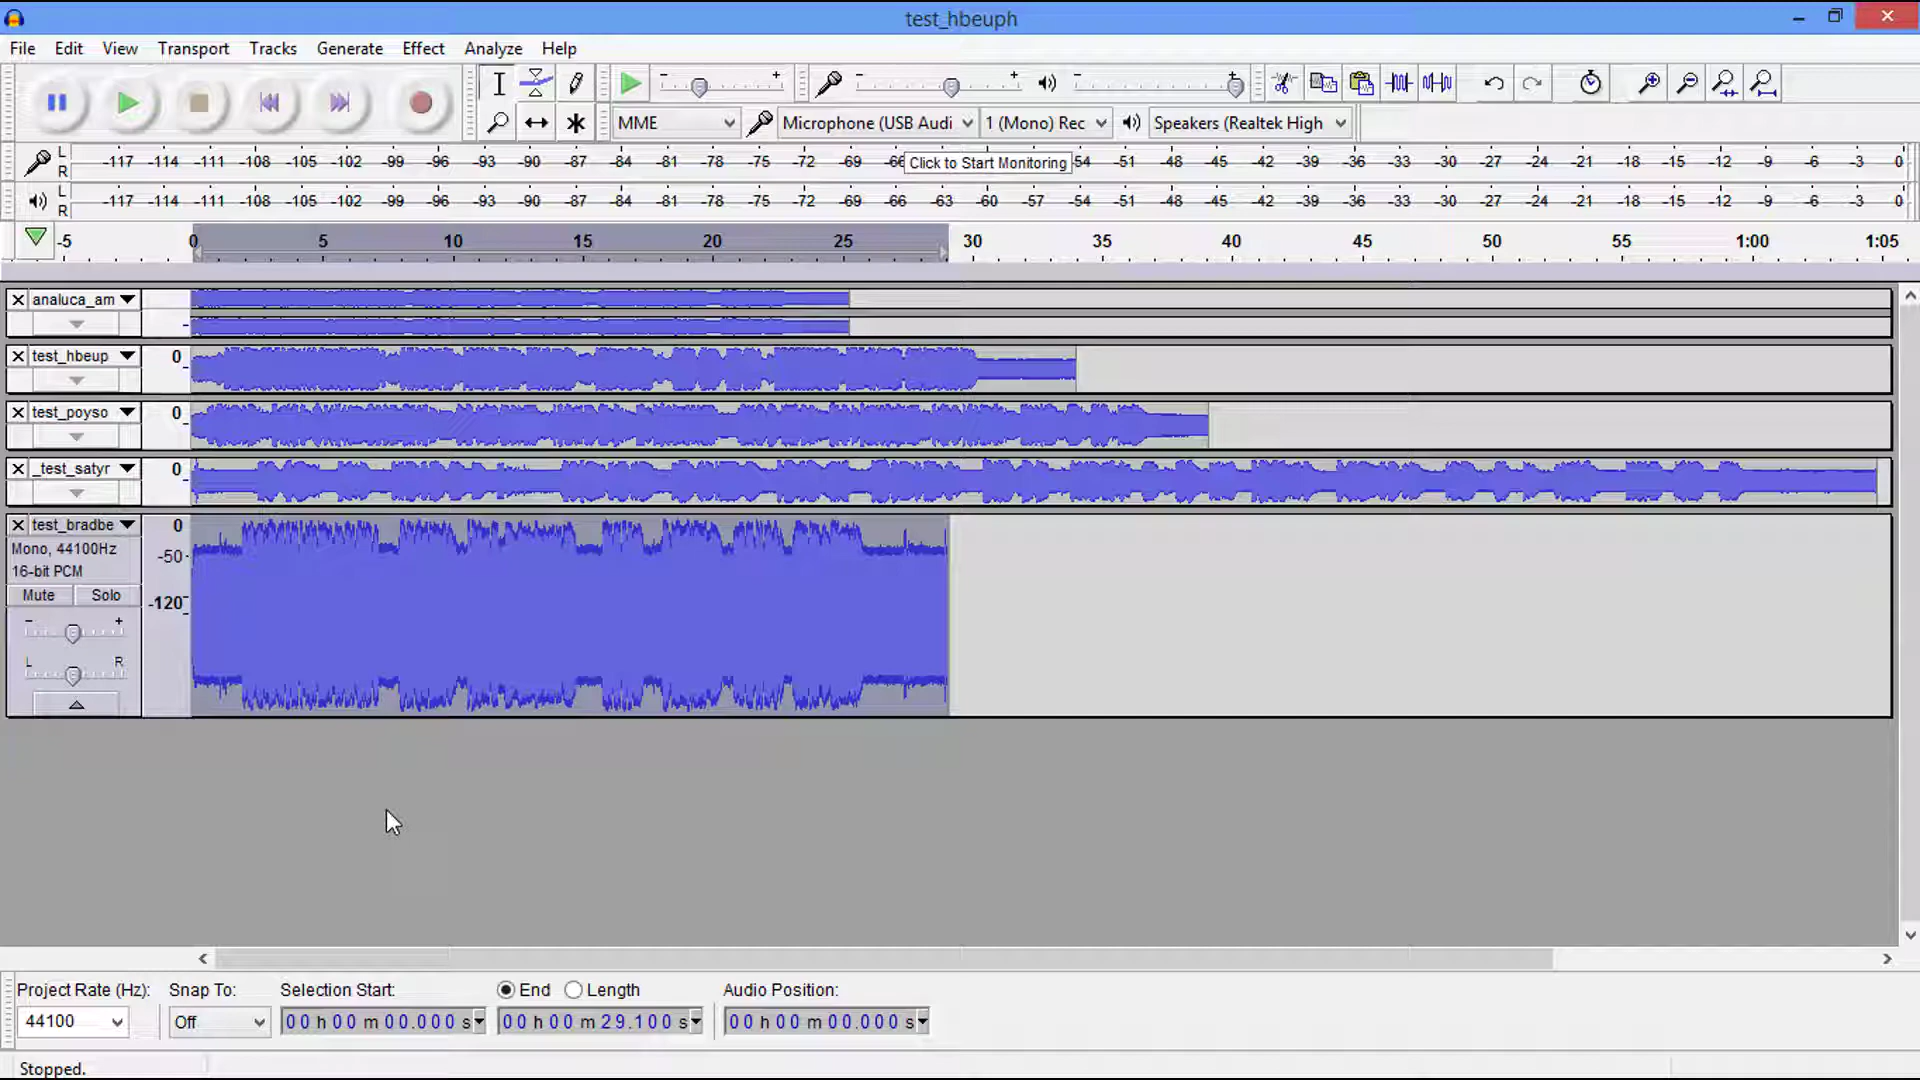 test_hbeuph
File Edit View Transport Tracks Generate Effect Analyze Help
MME Microphone (USB Audi 1 (Mono) Rec Speakers (Realtek High
L R -117 -114 -111 -108 -105 -102 -99 -96 -93 -90 -87 -84 -81 -78 -75 -72 -69 -66 Click to Start Monitoring -54 -51 -48 -45 -42 -39 -36 -33 -30 -27 -24 -21 -18 -15 -12 -9 -6 -3 0
L R -117 -114 -111 -108 -105 -102 -99 -96 -93 -90 -87 -84 -81 -78 -75 -72 -69 -66 -63 -60 -57 -54 -51 -48 -45 -42 -39 -36 -33 -30 -27 -24 -21 -18 -15 -12 -9 -6 -3 0
-5 0 5 10 15 20 25 30 35 40 45 50 55 1:00 1:05
analuca_am
test_hbeup 0
test_poyso 0
_test_satyr 0
test_bradbe 0
Mono, 44100Hz -50
16-bit PCM
Mute Solo -120
- +
L R
Project Rate (Hz): Snap To: Selection Start: End Length Audio Position:
44100 Off 00 h 00 m 00.000 s 00 h 00 m 29.100 s 00 h 00 m 00.000 s
Stopped.